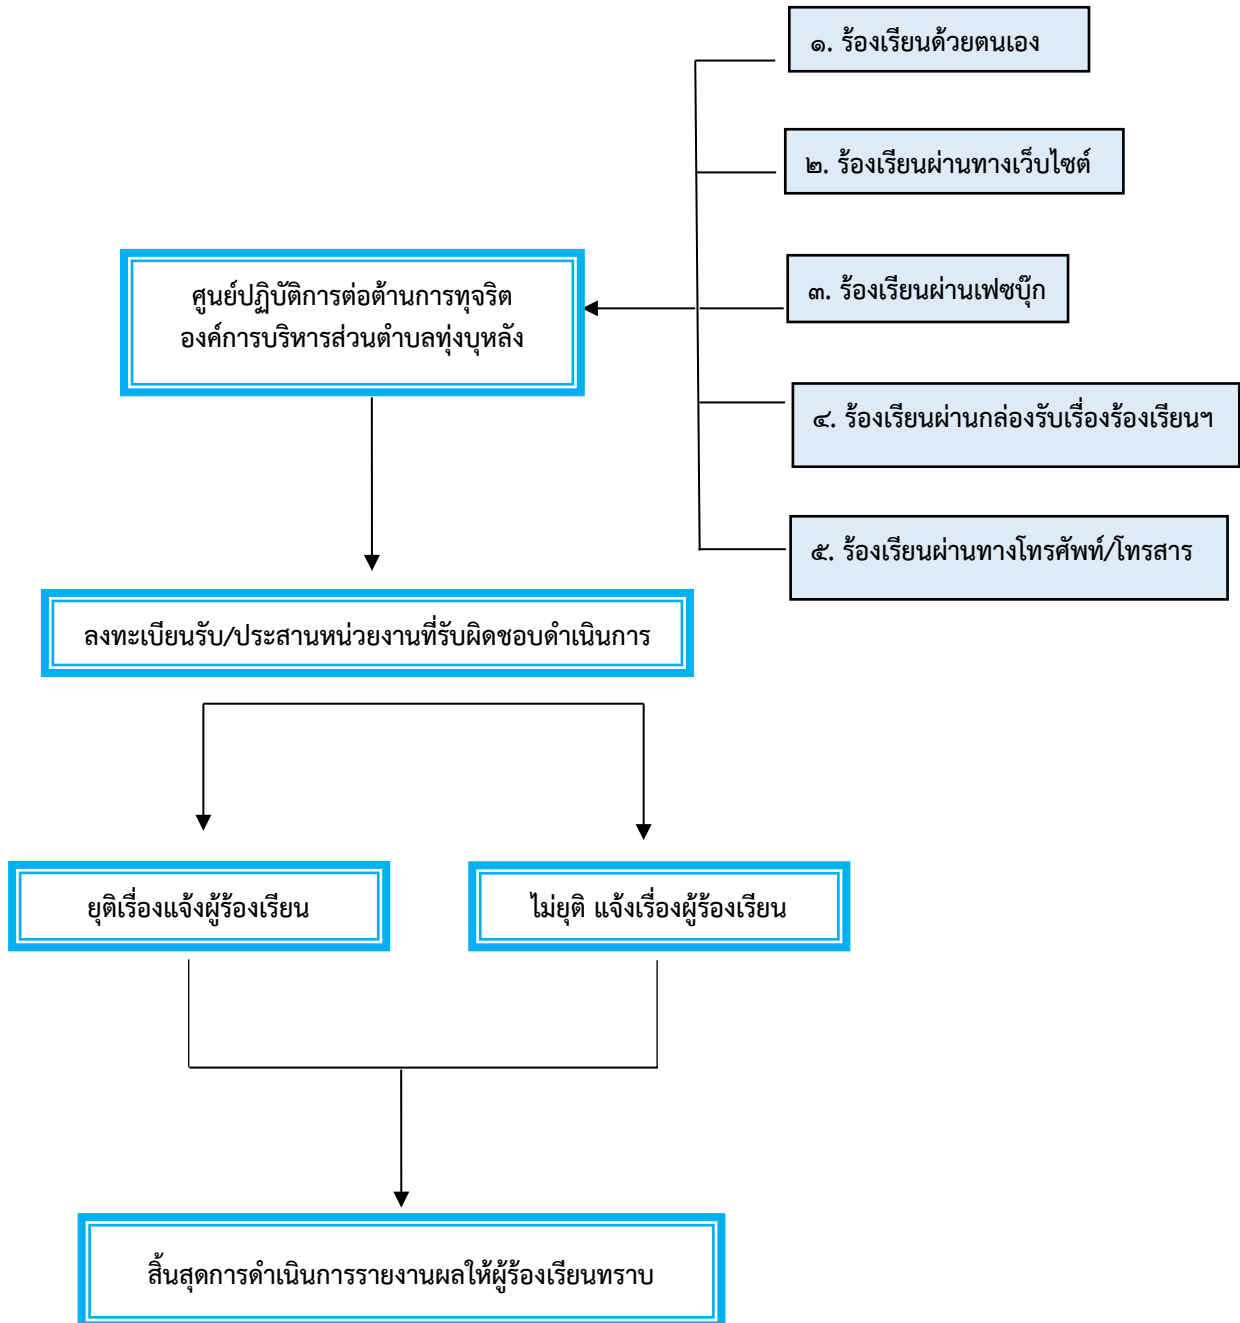 ๑. ร้องเรียนด้วยตนเอง
๒. ร้องเรียนผ่านทางเว็บไซต์
๓. ร้องเรียนผ่านเฟซบุ๊ก
๔. ร้องเรียนผ่านกล่องรับเรื่องร้องเรียนฯ
๕. ร้องเรียนผ่านทางโทรศัพท์/โทรสาร
ศูนย์ปฏิบัติการต่อต้านการทุจริต
องค์การบริหารส่วนตำบลทุ่งบุหลัง
ลงทะเบียนรับ/ประสานหน่วยงานที่รับผิดชอบดำเนินการ
ยุติเรื่องแจ้งผู้ร้องเรียน
ไม่ยุติ แจ้งเรื่องผู้ร้องเรียน
สิ้นสุดการดำเนินการรายงานผลให้ผู้ร้องเรียนทราบ